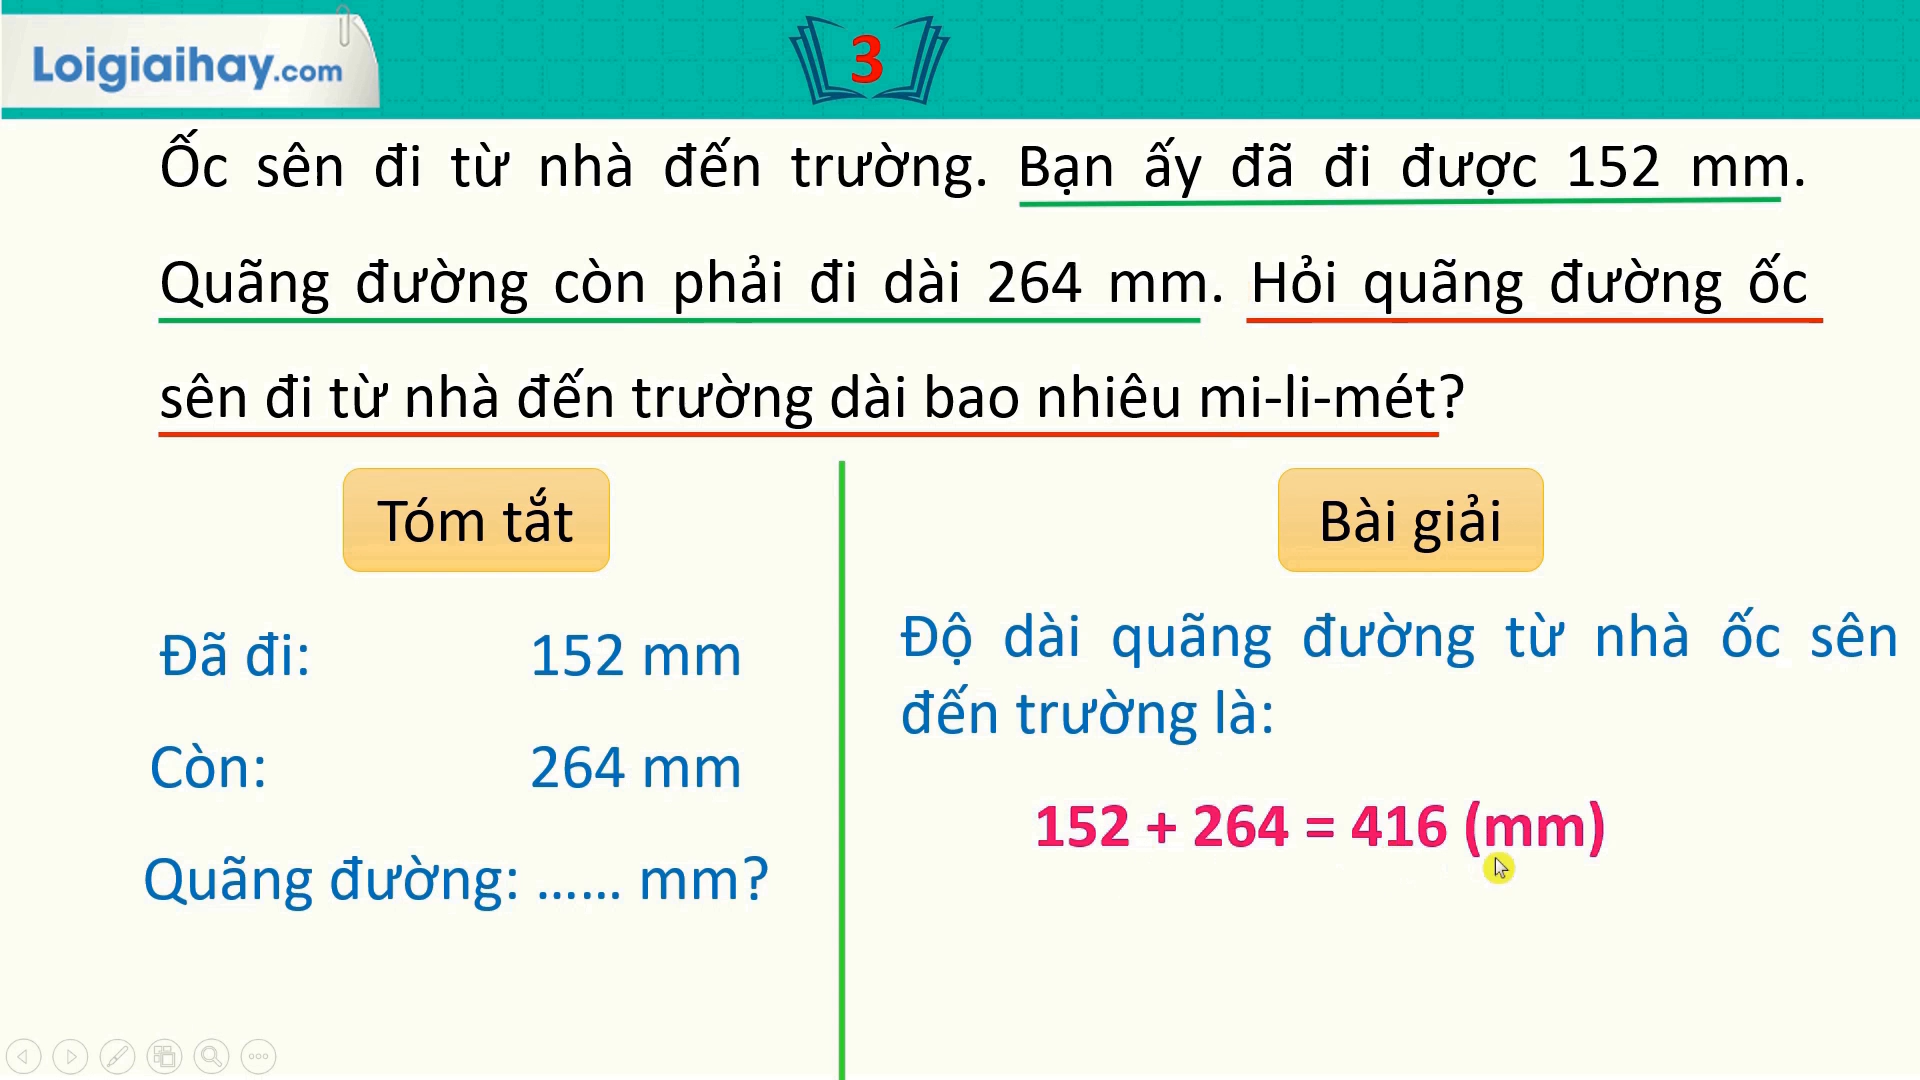 Loigiaihay.com
3
Ốc sên đi từ nhà đến trường. Bạn ấy đã đi được 152 mm.
Quãng đường còn phải đi dài 264 mm. Hỏi quãng đường ốc
sên đi từ nhà đến trường dài bao nhiêu mi-li-mét?
Tóm tắt
Đã đi: 152 mm
Còn: 264 mm
Quãng đường: ...... mm?
Bài giải
Độ dài quãng đường từ nhà ốc sên
đến trường là:
152 + 264 = 416 (mm)